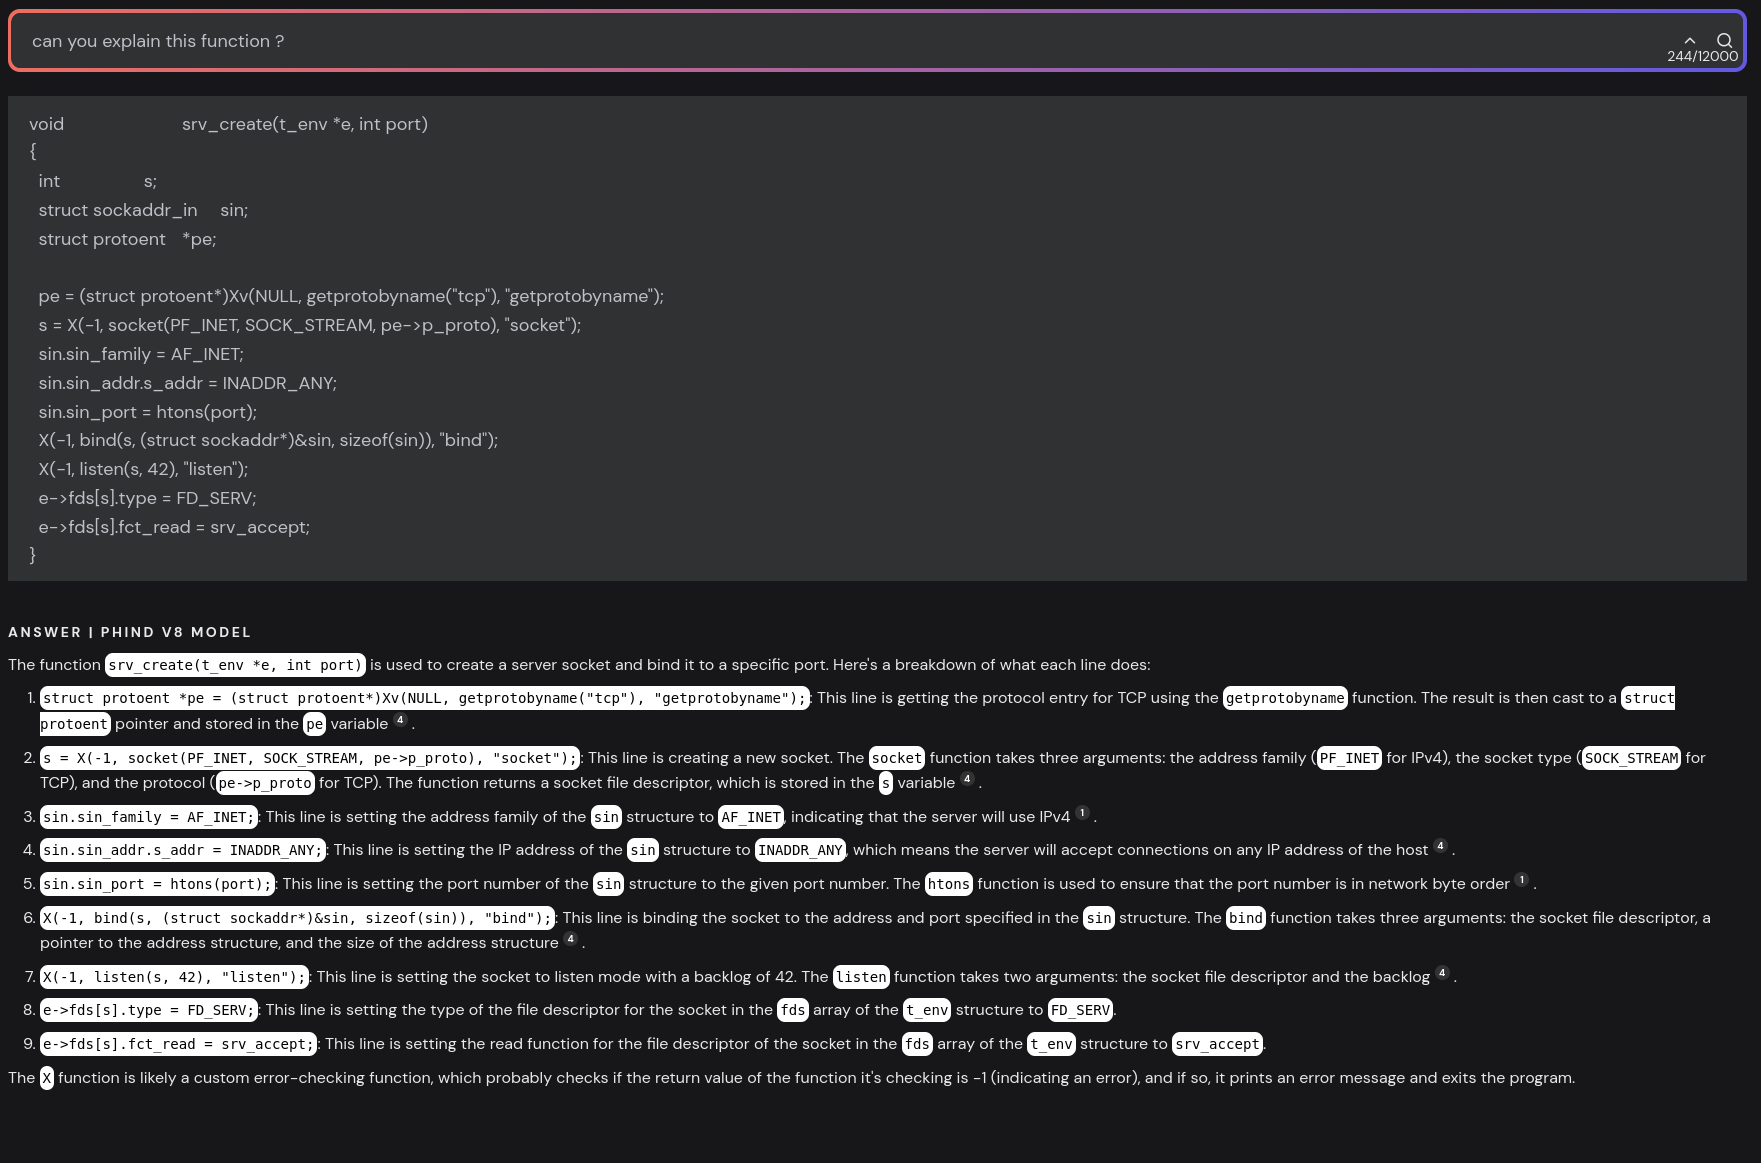 can you explain this function ?
244/12000
void srv_create(t_env *e, int port)
{
int s;
struct sockaddr_in sin;
struct protoent *pe;
pe = (struct protoent*)Xv(NULL, getprotobyname("tcp"), "getprotobyname");
s = X(-1, socket(PF_INET, SOCK_STREAM, pe->p_proto), "socket");
sin.sin_family = AF_INET;
sin.sin_addr.s_addr = INADDR_ANY;
sin.sin_port = htons(port);
X(-1, bind(s, (struct sockaddr*)&sin, sizeof(sin)), "bind");
X(-1, listen(s, 42), "listen");
e->fds[s].type = FD_SERV;
e->fds[s].fct_read = srv_accept;
}
ANSWER | PHIND V8 MODEL
The function srv_create(t_env *e, int port) is used to create a server socket and bind it to a specific port. Here's a breakdown of what each line does:
1. struct protoent *pe = (struct protoent*)Xv(NULL, getprotobyname("tcp"), "getprotobyname");: This line is getting the protocol entry for TCP using the getprotobyname function. The result is then cast to a struct
protoent pointer and stored in the pe variable 4 .
2. s = X(-1, socket(PF_INET, SOCK_STREAM, pe->p_proto), "socket");: This line is creating a new socket. The socket function takes three arguments: the address family (PF_INET for IPv4), the socket type (SOCK_STREAM for
TCP), and the protocol (pe->p_proto for TCP). The function returns a socket file descriptor, which is stored in the s variable 4 .
3. sin.sin_family = AF_INET;: This line is setting the address family of the sin structure to AF_INET, indicating that the server will use IPv4 1 .
4. sin.sin_addr.s_addr = INADDR_ANY;: This line is setting the IP address of the sin structure to INADDR_ANY, which means the server will accept connections on any IP address of the host 4 .
5. sin.sin_port = htons(port);: This line is setting the port number of the sin structure to the given port number. The htons function is used to ensure that the port number is in network byte order 1 .
6. X(-1, bind(s, (struct sockaddr*)&sin, sizeof(sin)), "bind");: This line is binding the socket to the address and port specified in the sin structure. The bind function takes three arguments: the socket file descriptor, a
pointer to the address structure, and the size of the address structure 4 .
7. X(-1, listen(s, 42), "listen");: This line is setting the socket to listen mode with a backlog of 42. The listen function takes two arguments: the socket file descriptor and the backlog 4 .
8. e->fds[s].type = FD_SERV;: This line is setting the type of the file descriptor for the socket in the fds array of the t_env structure to FD_SERV.
9. e->fds[s].fct_read = srv_accept;: This line is setting the read function for the file descriptor of the socket in the fds array of the t_env structure to srv_accept.
The X function is likely a custom error-checking function, which probably checks if the return value of the function it's checking is -1 (indicating an error), and if so, it prints an error message and exits the program.